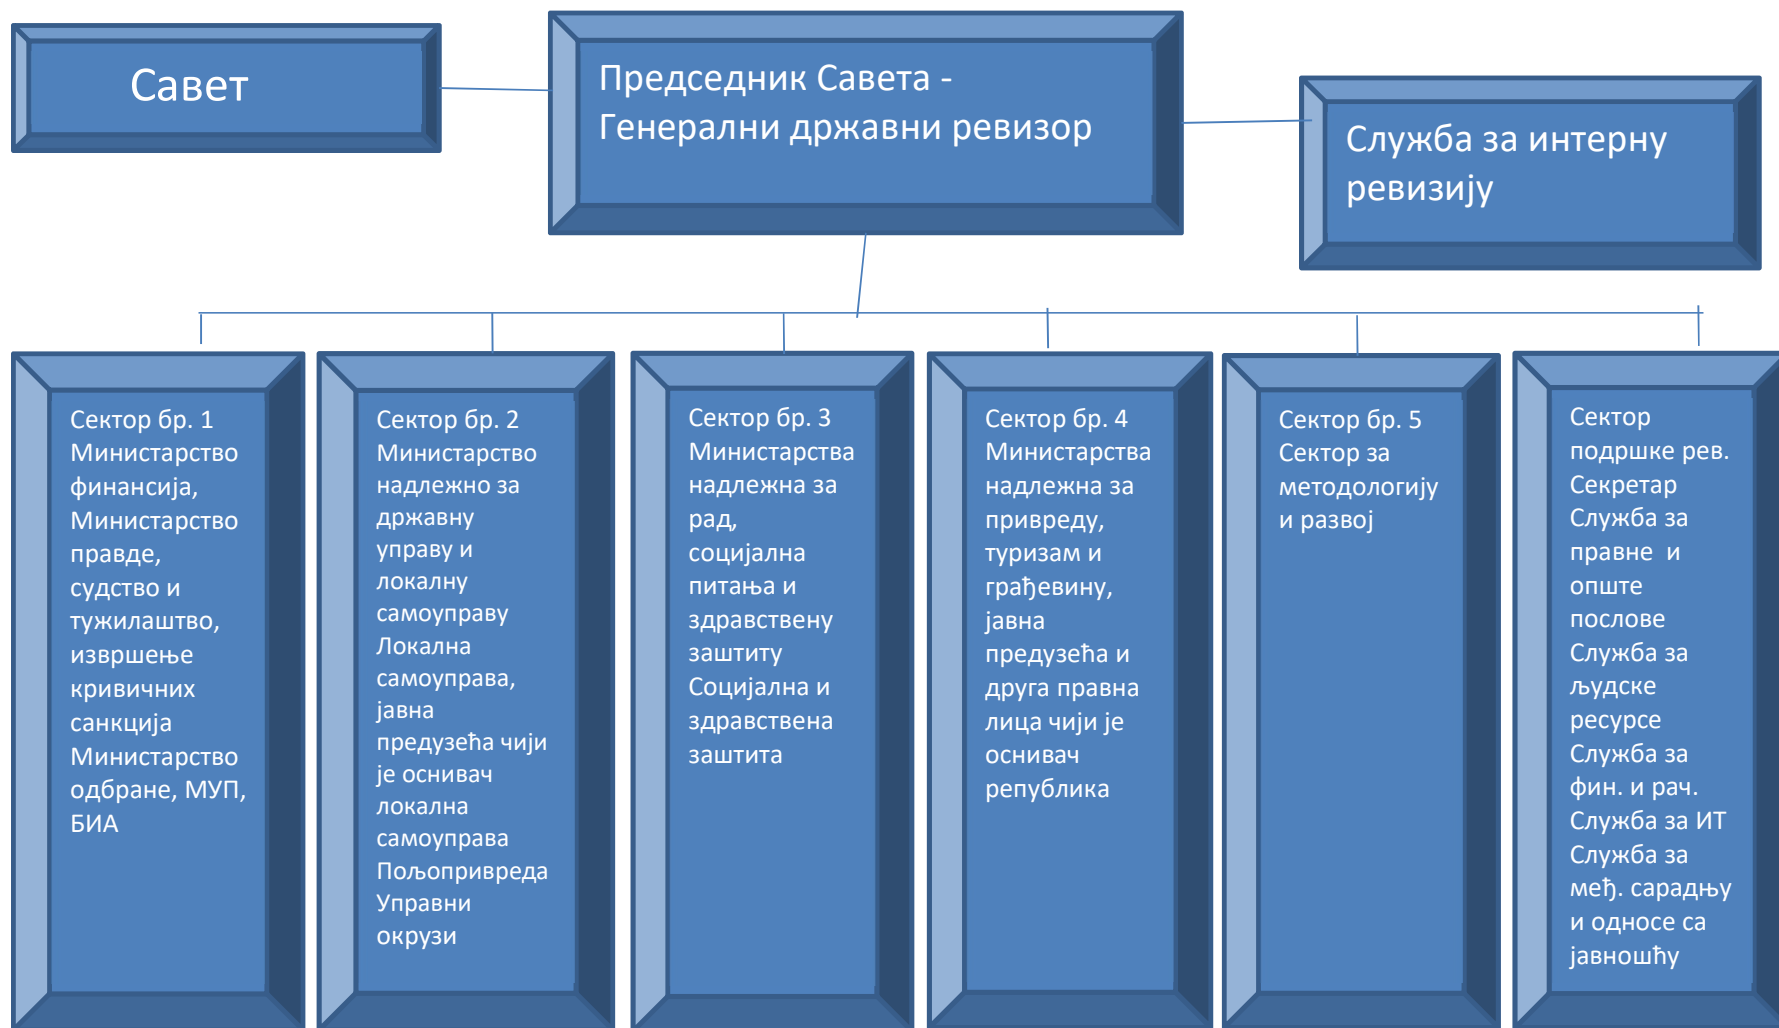 Савет
Председник Савета -
Генерални државни ревизор
Служба за интерну
ревизију
Сектор бр. 1
Министарство
финансија,
Министарство
правде,
судство и
тужилаштво,
извршење
кривичних
санкција
Министарство
одбране, МУП,
БИА
Сектор бр. 2
Министарство
надлежно за
државну
управу и
локалну
самоуправу
Локална
самоуправа,
јавна
предузећа чији
је оснивач
локална
самоуправа
Пољопривреда
Управни
окрузи
Сектор бр. 3
Министарства
надлежна за
рад,
социјална
питања и
здравствену
заштиту
Социјална и
здравствена
заштита
Сектор бр. 4
Министарства
надлежна за
привреду,
туризам и
грађевину,
јавна
предузећа и
друга правна
лица чији је
оснивач
република
Сектор бр. 5
Сектор за
методологију
и развој
Сектор
подршке рев.
Секретар
Служба за
правне и
опште
послове
Служба за
људске
ресурсе
Служба за
фин. и рач.
Служба за ИТ
Служба за
међ. сарадњу
и односе са
јавношћу